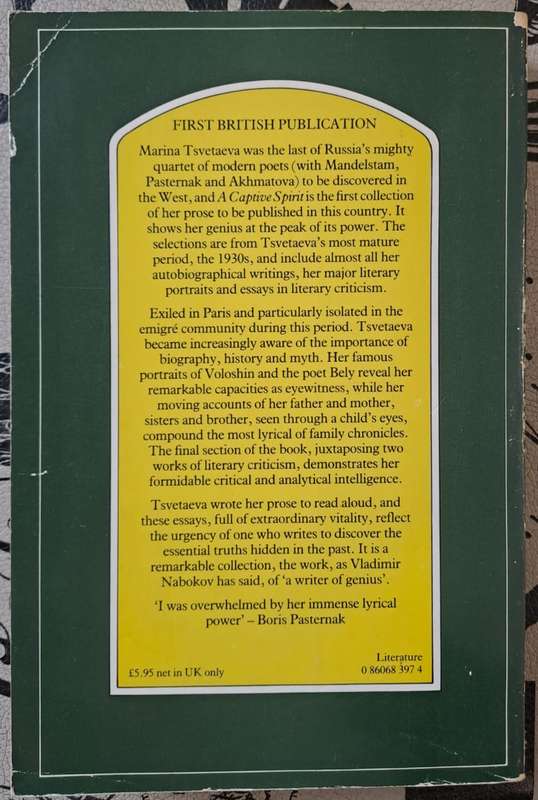 FIRST BRITISH PUBLICATION
Marina Tsvetaeva was the last of Russia's mighty
quartet of modern poets (with Mandelstam,
Pasternak and Akhmatova) to be discovered in
the West, and A Captive Spirit is the first collection
of her prose to be published in this country. It
shows her genius at the peak of its power. The
selections are from Tsvetaeva's most mature
period, the 1930s, and include almost all her
autobiographical writings, her major literary
portraits and essays in literary criticism.
Exiled in Paris and particularly isolated in the
emigré community during this period. Tsvetaeva
became increasingly aware of the importance of
biography, history and myth. Her famous
portraits of Voloshin and the poet Bely reveal her
remarkable capacities as eyewitness, while her
moving accounts of her father and mother,
sisters and brother, seen through a child's eyes,
compound the most lyrical of family chronicles.
The final section of the book, juxtaposing two
works of literary criticism, demonstrates her
formidable critical and analytical intelligence.
Tsvetaeva wrote her prose to read aloud, and
these essays, full of extraordinary vitality, reflect
the urgency of one who writes to discover the
essential truths hidden in the past. It is a
remarkable collection, the work, as Vladimir
Nabokov has said, of 'a writer of genius'.
'I was overwhelmed by her immense lyrical
power' – Boris Pasternak
Literature
£5.95 net in UK only 0 86068 397 4